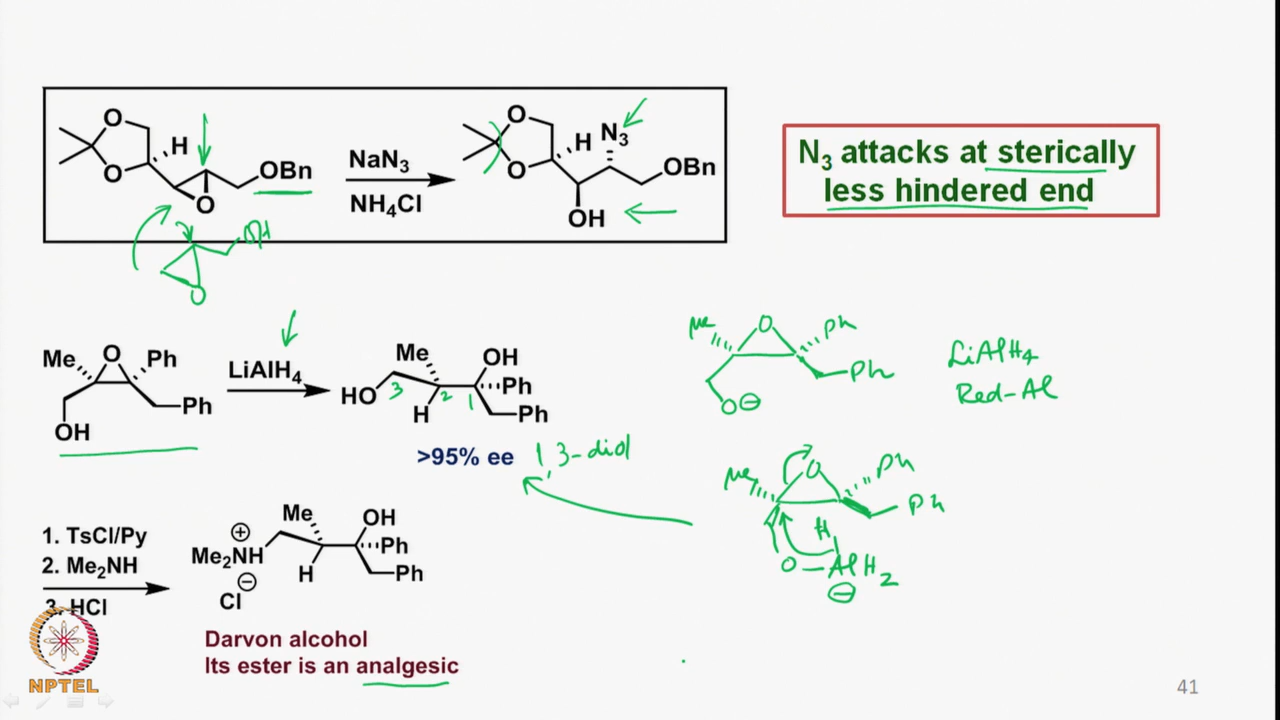 O
O
H
O
OBn
NaN3
NH4Cl
O
O
H
N3
OBn
OH
N3 attacks at sterically
less hindered end
OH
O
Me
O
Ph
Ph
OH
LiAlH4
Me
OH
HO
3
2
1
Ph
H
Ph
>95% ee
1,3-diol
Me
O
Ph
Ph
O⊖
LiAlH4
Red-Al
Me
O
Ph
Ph
H
O-AlH2
⊖
1. TsCl/Py
2. Me2NH
3. HCl
Me
OH
⊕
Me2NH
Ph
H
Ph
⊖
Cl
Darvon alcohol
Its ester is an analgesic
NPTEL
41